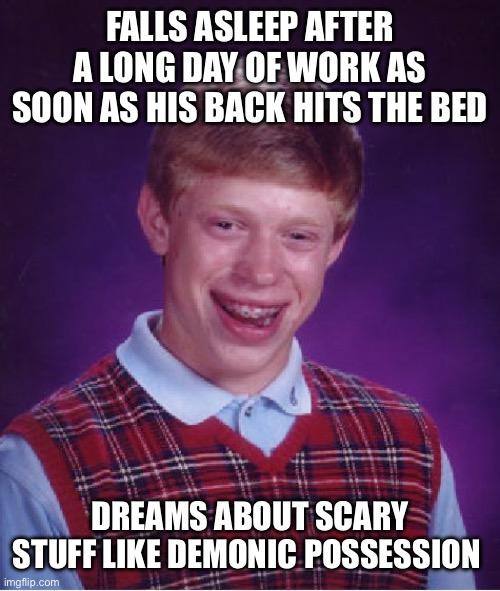 FALLS ASLEEP AFTER
A LONG DAY OF WORK AS
SOON AS HIS BACK HITS THE BED
DREAMS ABOUT SCARY
STUFF LIKE DEMONIC POSSESSION
imgflip.com